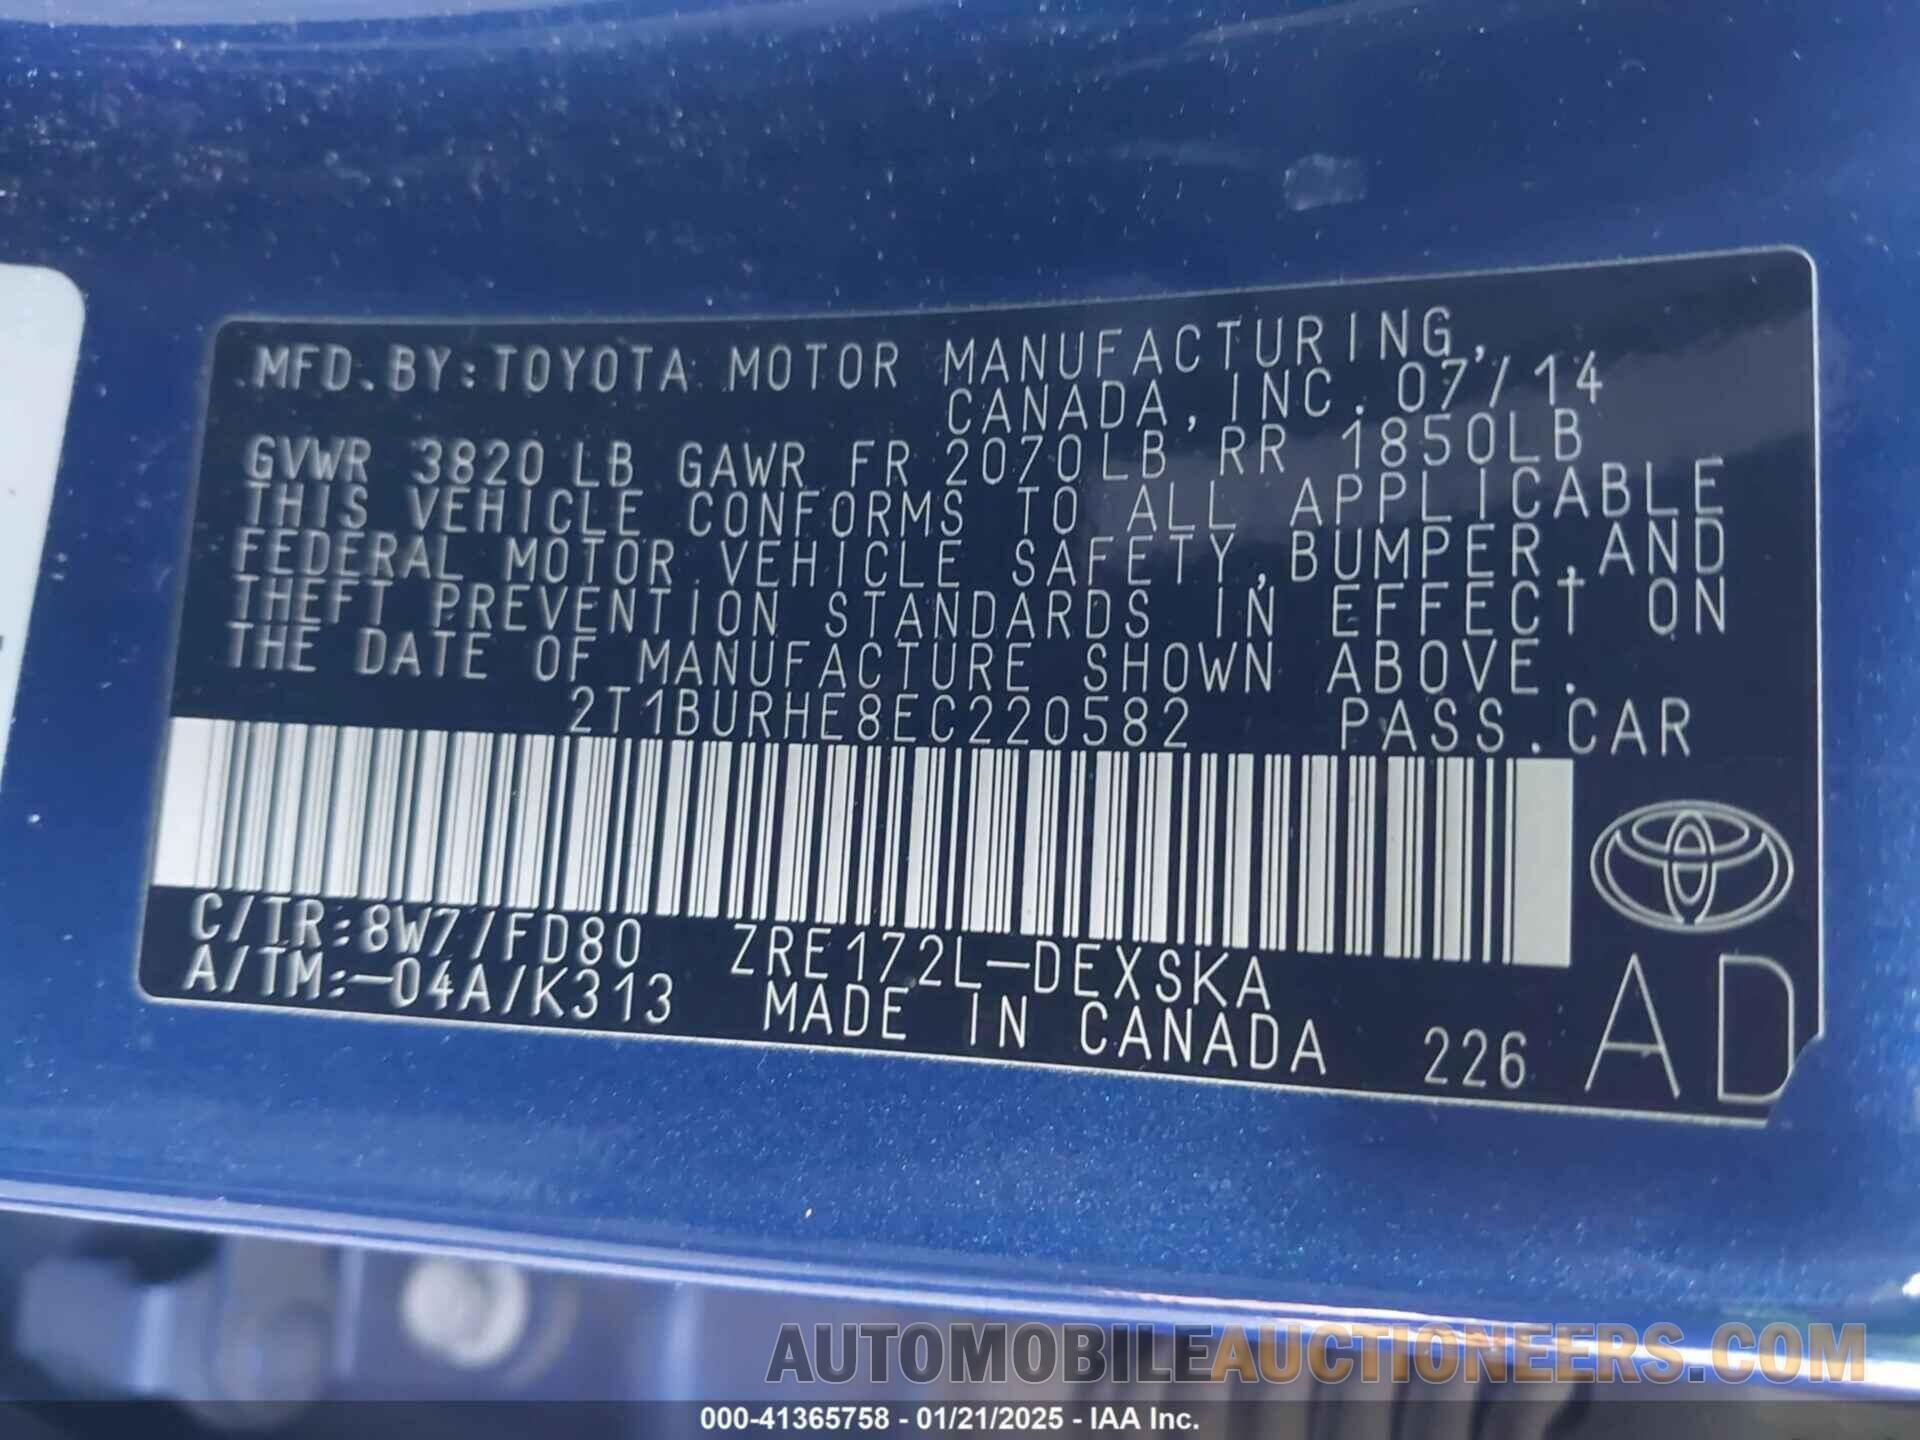 MFD.BY:TOYOTA MOTOR MANUFACTURING,
CANADA, INC. 07/14
GVWR 3820 LB GAWR FR 2070LB RR 1850LB
THIS VEHICLE CONFORMS TO ALL APPLICABLE
FEDERAL MOTOR VEHICLE SAFETY,BUMPER,AND
THEFT PREVENTION STANDARDS IN EFFECT ON
THE DATE OF MANUFACTURE SHOWN ABOVE.
2T1BURHE8EC220582 PASS.CAR
C/TR:8W7/FD80 ZRE172L-DEXSKA
A/TM:-04A/K313 MADE IN CANADA 226 AD
AUTOMOBILEAUCTIONEERS.COM
000-41365758 - 01/21/2025 - IAA Inc.